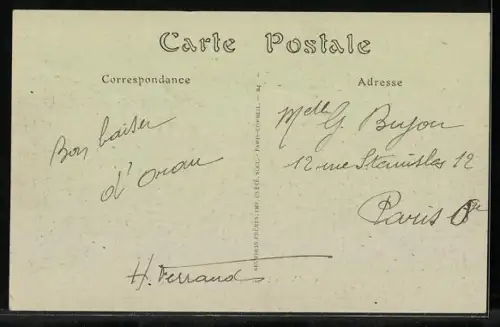 Carte Postale
Correspondance
Adresse
Bon baiser
d'oran
H. Ferrand
Melle G. Bujon
12 rue Stanislas 12
Paris 6e